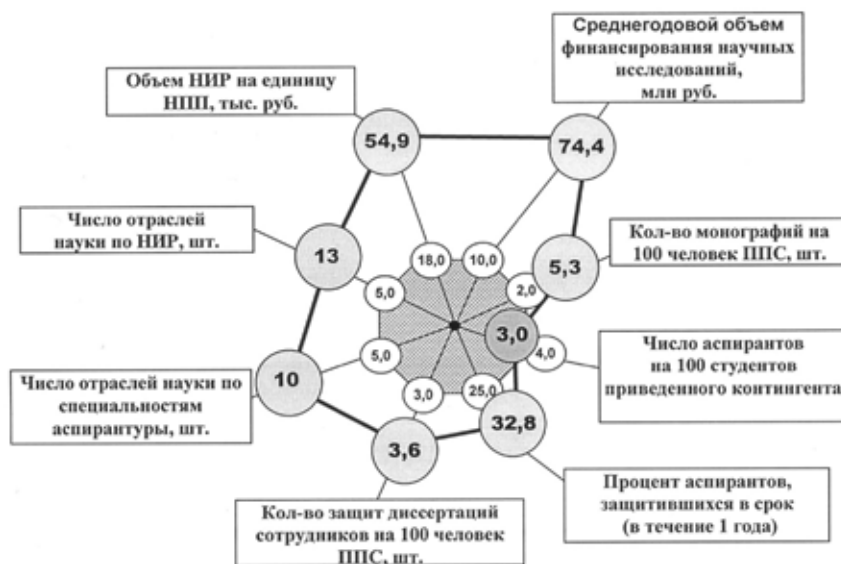 Среднегодовой объем
финансирования научных
исследований,
млн руб.
Объем НИР на единицу
НПП, тыс. руб.
54,9
74,4
Число отраслей
науки по НИР, шт.
13
18,0
10,0
5,3
Кол-во монографий на
100 человек ППС, шт.
5,0
2,0
3,0
4,0
Число аспирантов
на 100 студентов
приведенного контингента
5,0
10
Число отраслей науки по
специальностям
аспирантуры, шт.
3,0
25,0
3,6
32,8
Кол-во защит диссертаций
сотрудников на 100 человек
ППС, шт.
Процент аспирантов,
защитившихся в срок
(в течение 1 года)